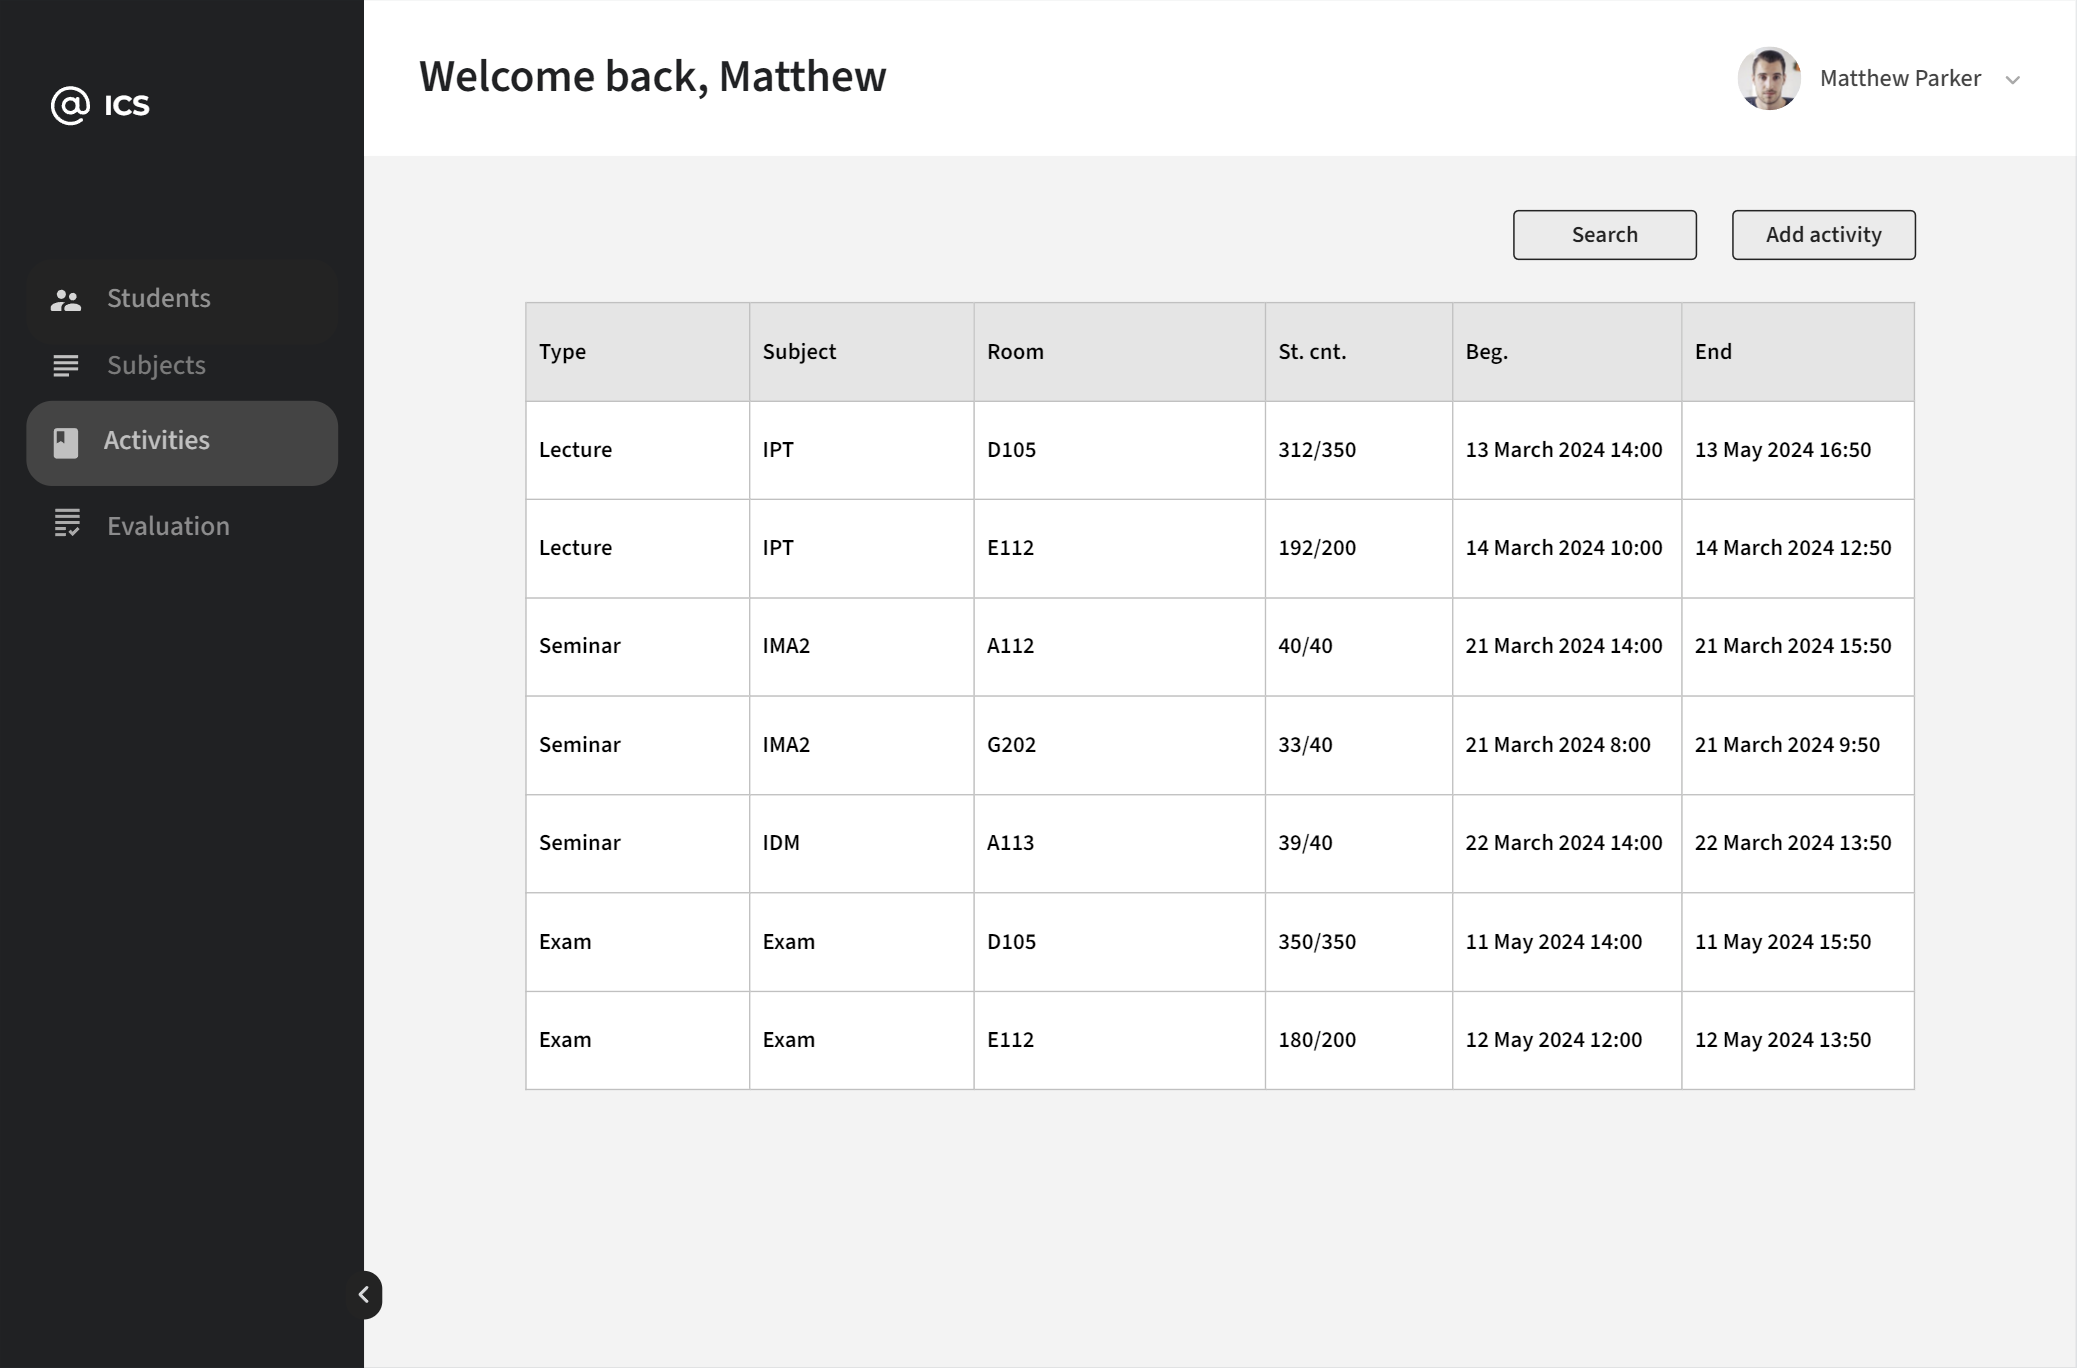 @ ICS
Students
Subjects
Activities
Evaluation
Welcome back, Matthew
Matthew Parker
Search Add activity
Type Subject Room St. cnt. Beg. End
Lecture IPT D105 312/350 13 March 2024 14:00 13 May 2024 16:50
Lecture IPT E112 192/200 14 March 2024 10:00 14 March 2024 12:50
Seminar IMA2 A112 40/40 21 March 2024 14:00 21 March 2024 15:50
Seminar IMA2 G202 33/40 21 March 2024 8:00 21 March 2024 9:50
Seminar IDM A113 39/40 22 March 2024 14:00 22 March 2024 13:50
Exam Exam D105 350/350 11 May 2024 14:00 11 May 2024 15:50
Exam Exam E112 180/200 12 May 2024 12:00 12 May 2024 13:50